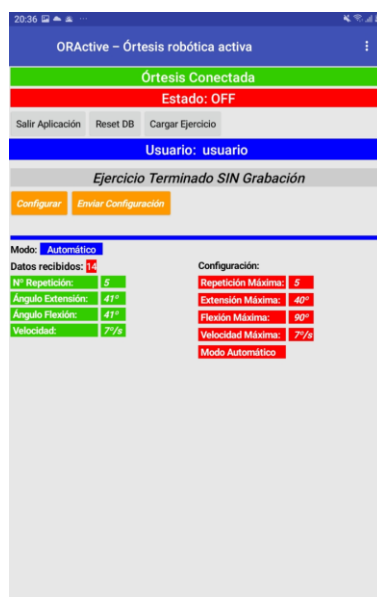 20:36
ORActive – Órtesis robótica activa
Órtesis Conectada
Estado: OFF
Salir Aplicación Reset DB Cargar Ejercicio
Usuario: usuario
Ejercicio Terminado SIN Grabación
Configurar Enviar Configuración
Modo: Automático
Datos recibidos: 14 Configuración:
Nº Repetición: 5 Repetición Máxima: 5
Ángulo Extensión: 41º Extensión Máxima: 40º
Ángulo Flexión: 41º Flexión Máxima: 90º
Velocidad: 7º/s Velocidad Máxima: 7º/s
Modo Automático